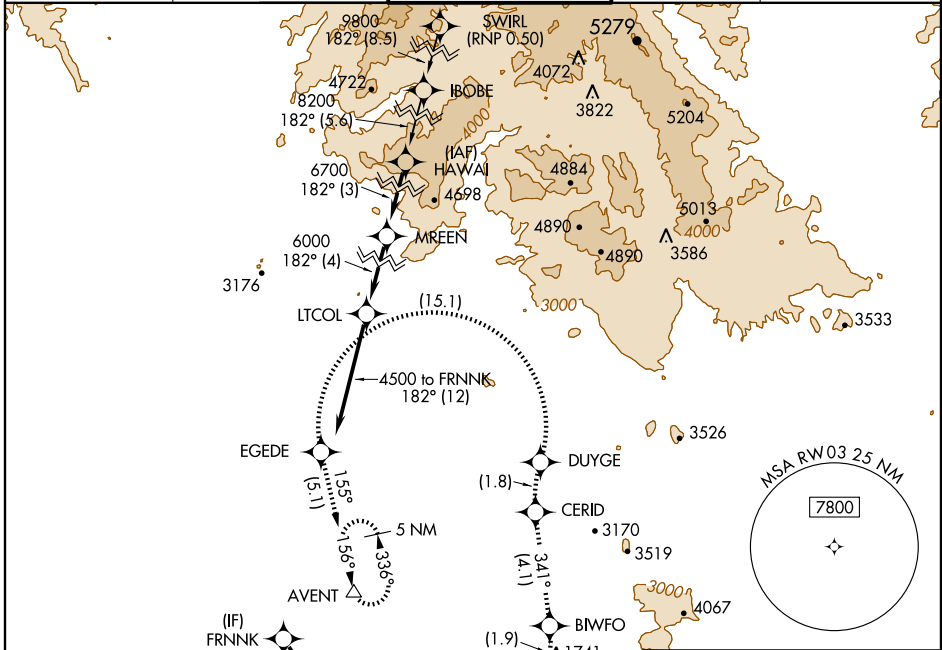 9800
182° (8.5)
SWIRL
(RNP 0.50)
5279
4072
3822
4722
IBOBE
8200
182° (5.6)
4000
5204
(IAF)
HAWAI
6700
182° (3)
4698
4884
4890
4890
5013
4000
3586
MREEN
6000
182° (4)
3176
LTCOL
(15.1)
3000
3533
4500 to FRNNK
182° (12)
3526
EGEDE
DUYGE
(1.8)
CERID
155°
(5.1)
5 NM
156°
336°
AVENT
3170
3519
341°
(4.1)
MSA RW03 25 NM
7800
3000
4067
(IF)
FRNNK
BIWFO
(1.9)
1741